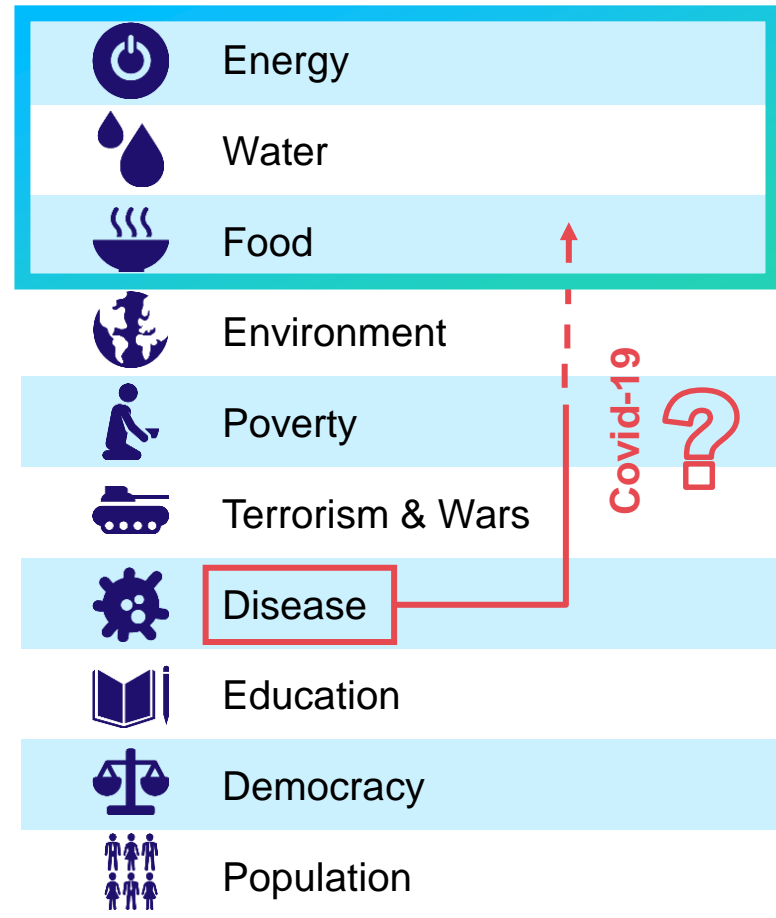 Energy
Water
Food
Environment
Poverty
Terrorism & Wars
Disease
Education
Democracy
Population
Covid-19
?